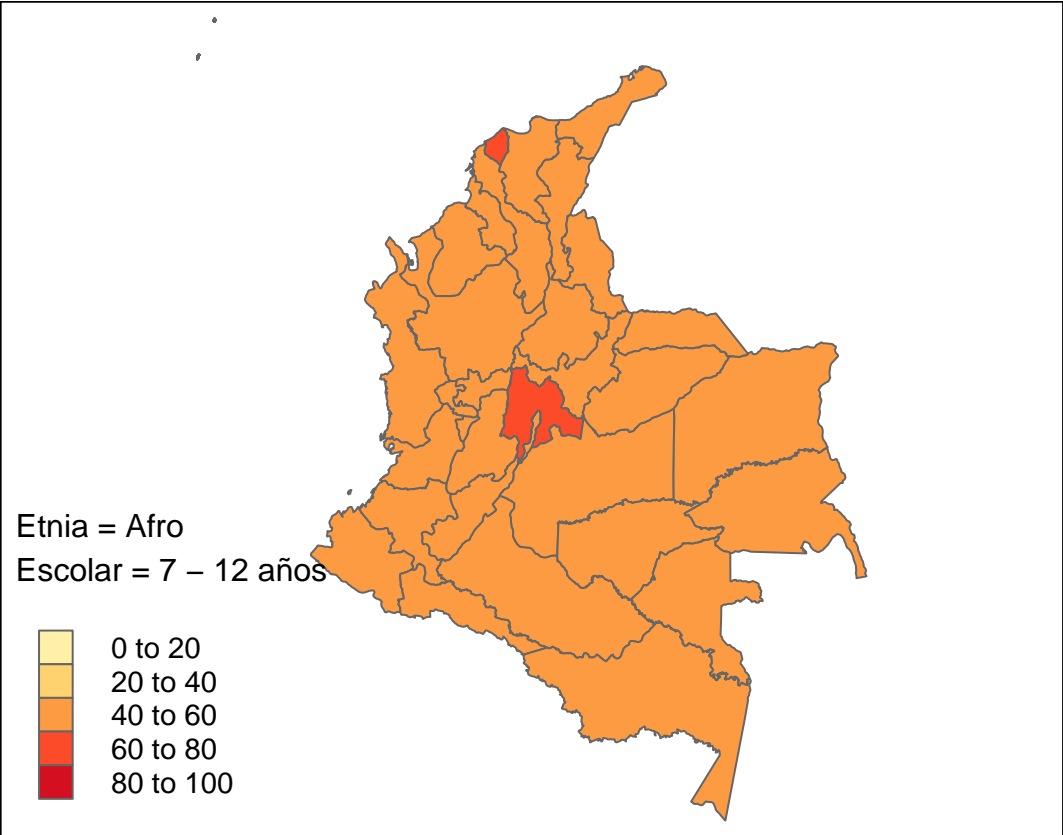 Etnia = Afro
Escolar = 7 – 12 años
0 to 20
20 to 40
40 to 60
60 to 80
80 to 100